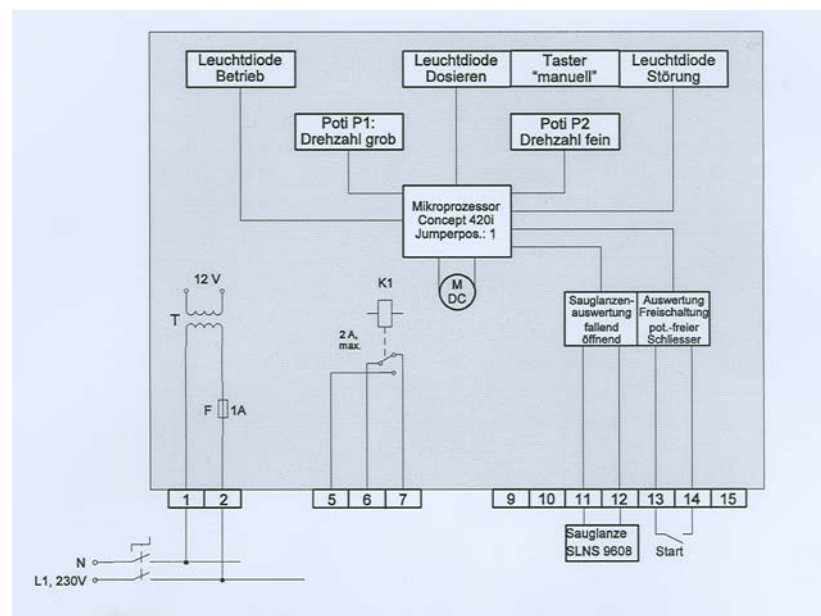 Leuchtdiode
Betrieb
Leuchtdiode
Dosieren
Taster
"manuell"
Leuchtdiode
Störung
Poti P1:
Drehzahl grob
Poti P2
Drehzahl fein
Mikroprozessor
Concept 420i
Jumperpos.: 1
12 V
K1
M
DC
T
2 A,
max.
Sauglanzen-
auswertung
fallend
öffnend
Auswertung
Freischaltung
pot.-freier
Schliesser
F 1A
1 2 5 6 7 9 10 11 12 13 14 15
Sauglanze
SLNS 9608
Start
N
L1, 230V